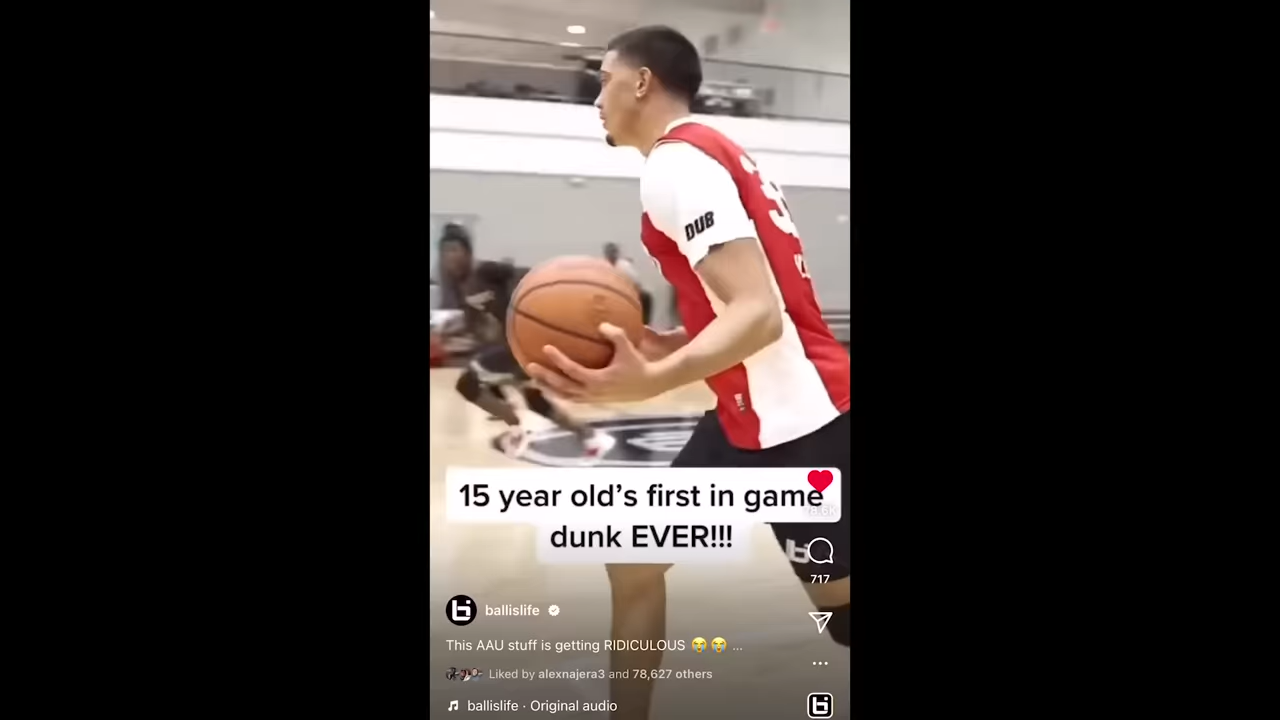 DUB
15 year old’s first in game
dunk EVER!!!
717
ballislife
This AAU stuff is getting RIDICULOUS 😭😭 ...
Liked by alexnajera3 and 78,627 others
ballislife · Original audio